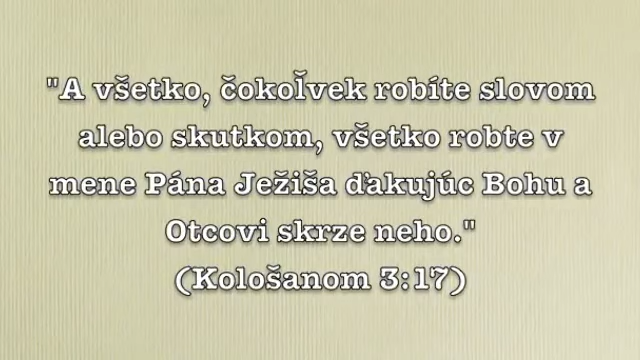 "A všetko, čokoľvek robíte slovom
alebo skutkom, všetko robte v
mene Pána Ježiša ďakujúc Bohu a
Otcovi skrze neho."
(Kološanom 3:17)